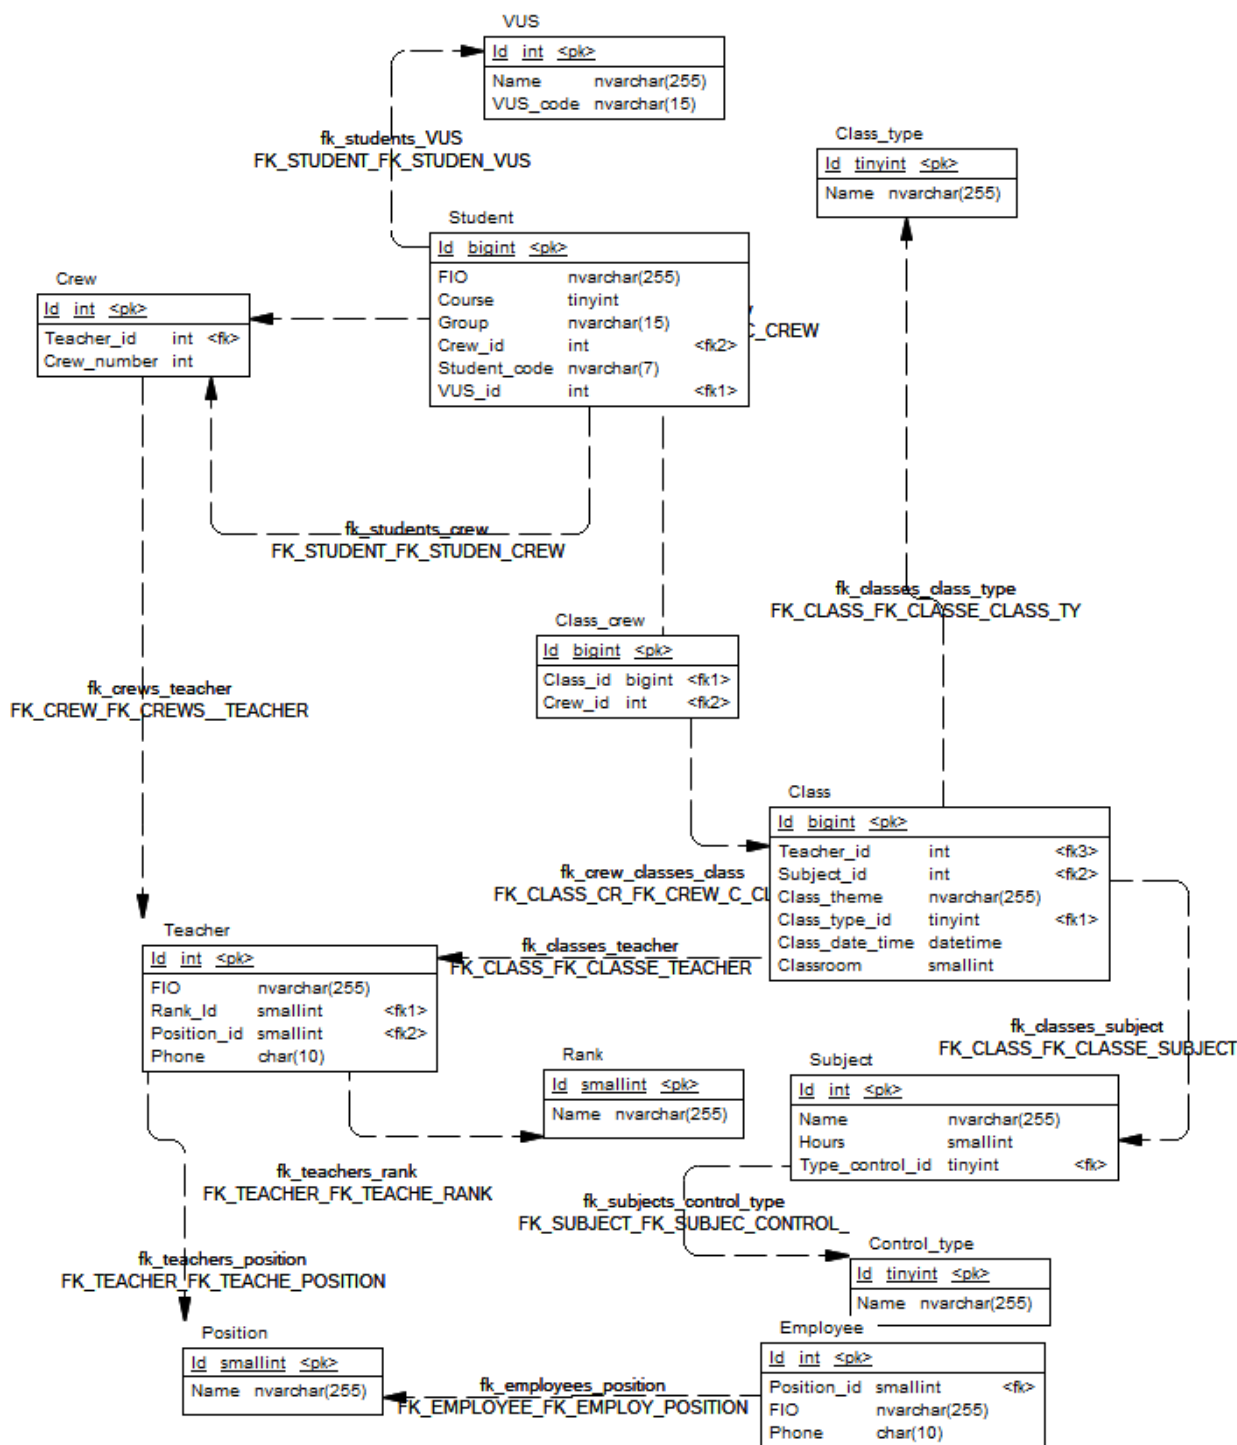 VUS
Id int <pk>
Name nvarchar(255)
VUS_code nvarchar(15)
fk_students_VUS
FK_STUDENT_FK_STUDEN_VUS
Class_type
Id tinyint <pk>
Name nvarchar(255)
Student
Id bigint <pk>
FIO nvarchar(255)
Course tinyint
Group nvarchar(15)
Crew_id int <fk2>
Student_code nvarchar(7)
VUS_id int <fk1>
C_CREW
Crew
Id int <pk>
Teacher_id int <fk>
Crew_number int
fk_students_crew
FK_STUDENT_FK_STUDEN_CREW
fk_classes_class_type
FK_CLASS_FK_CLASSE_CLASS_TY
Class_crew
Id bigint <pk>
Class_id bigint <fk1>
Crew_id int <fk2>
fk_crews_teacher
FK_CREW_FK_CREWS__TEACHER
Class
Id bigint <pk>
Teacher_id int <fk3>
Subject_id int <fk2>
Class_theme nvarchar(255)
Class_type_id tinyint <fk1>
Class_date_time datetime
Classroom smallint
fk_crew_classes_class
FK_CLASS_CR_FK_CREW_C_CL
fk_classes_teacher
FK_CLASS_FK_CLASSE_TEACHER
Teacher
Id int <pk>
FIO nvarchar(255)
Rank_Id smallint <fk1>
Position_id smallint <fk2>
Phone char(10)
fk_classes_subject
FK_CLASS_FK_CLASSE_SUBJECT
Rank
Id smallint <pk>
Name nvarchar(255)
Subject
Id int <pk>
Name nvarchar(255)
Hours smallint
Type_control_id tinyint <fk>
fk_teachers_rank
FK_TEACHER_FK_TEACHE_RANK
fk_subjects_control_type
FK_SUBJECT_FK_SUBJEC_CONTROL_
fk_teachers_position
FK_TEACHER_FK_TEACHE_POSITION
Control_type
Id tinyint <pk>
Name nvarchar(255)
Position
Id smallint <pk>
Name nvarchar(255)
Employee
Id int <pk>
Position_id smallint <fk>
FIO nvarchar(255)
Phone char(10)
fk_employees_position
FK_EMPLOYEE_FK_EMPLOY_POSITION